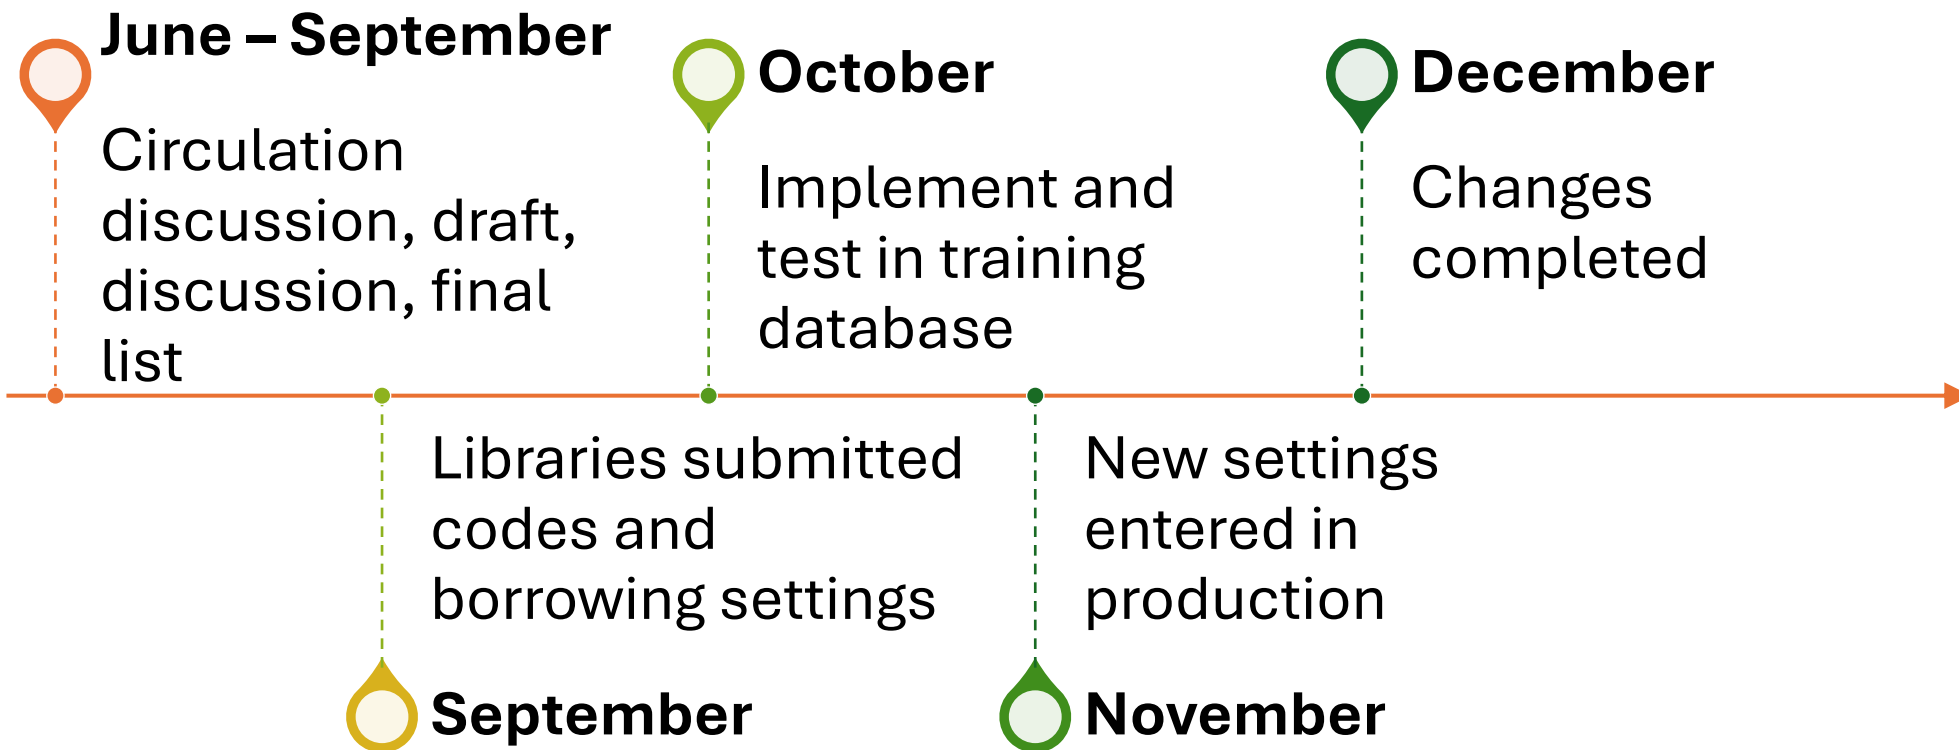 June – September
Circulation
discussion, draft,
discussion, final
list
Libraries submitted
codes and
borrowing settings
September
October
Implement and
test in training
database
New settings
entered in
production
November
December
Changes
completed